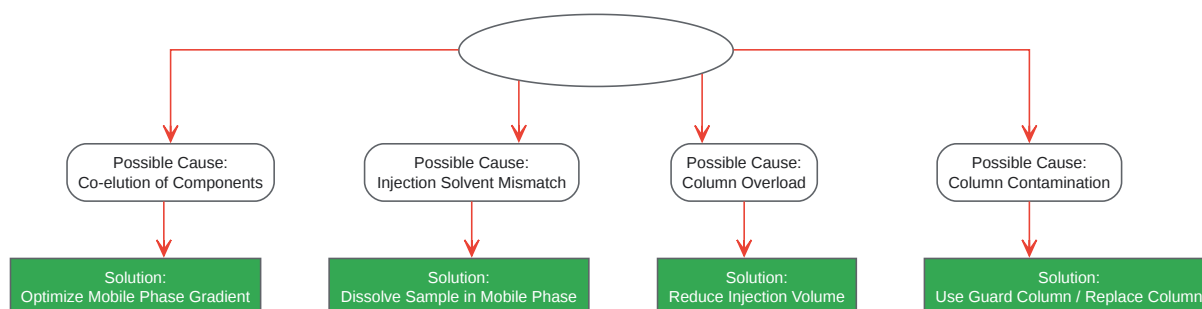 Possible Cause:
Co-elution of Components
Possible Cause:
Injection Solvent Mismatch
Possible Cause:
Column Overload
Possible Cause:
Column Contamination
Solution:
Optimize Mobile Phase Gradient
Solution:
Dissolve Sample in Mobile Phase
Solution:
Reduce Injection Volume
Solution:
Use Guard Column / Replace Column